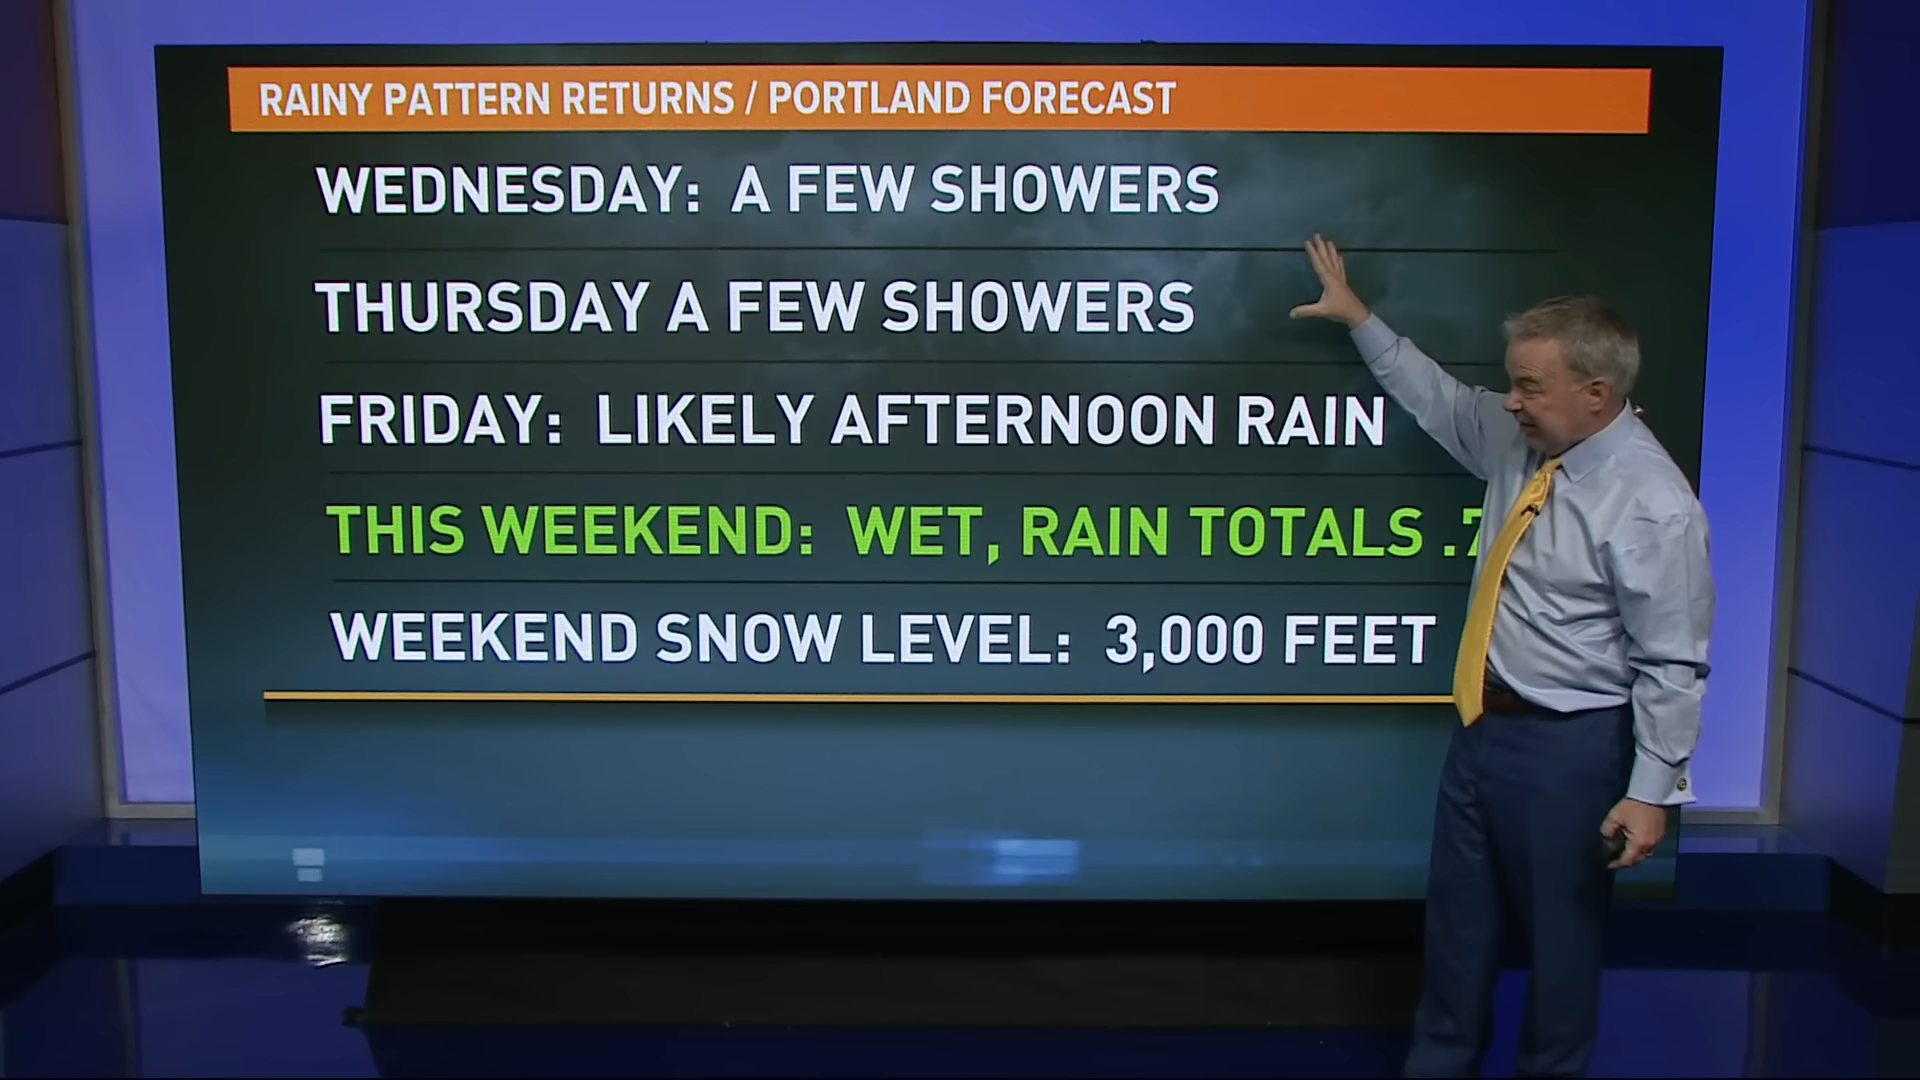 RAINY PATTERN RETURNS / PORTLAND FORECAST
WEDNESDAY: A FEW SHOWERS
THURSDAY A FEW SHOWERS
FRIDAY: LIKELY AFTERNOON RAIN
THIS WEEKEND: WET, RAIN TOTALS .7
WEEKEND SNOW LEVEL: 3,000 FEET